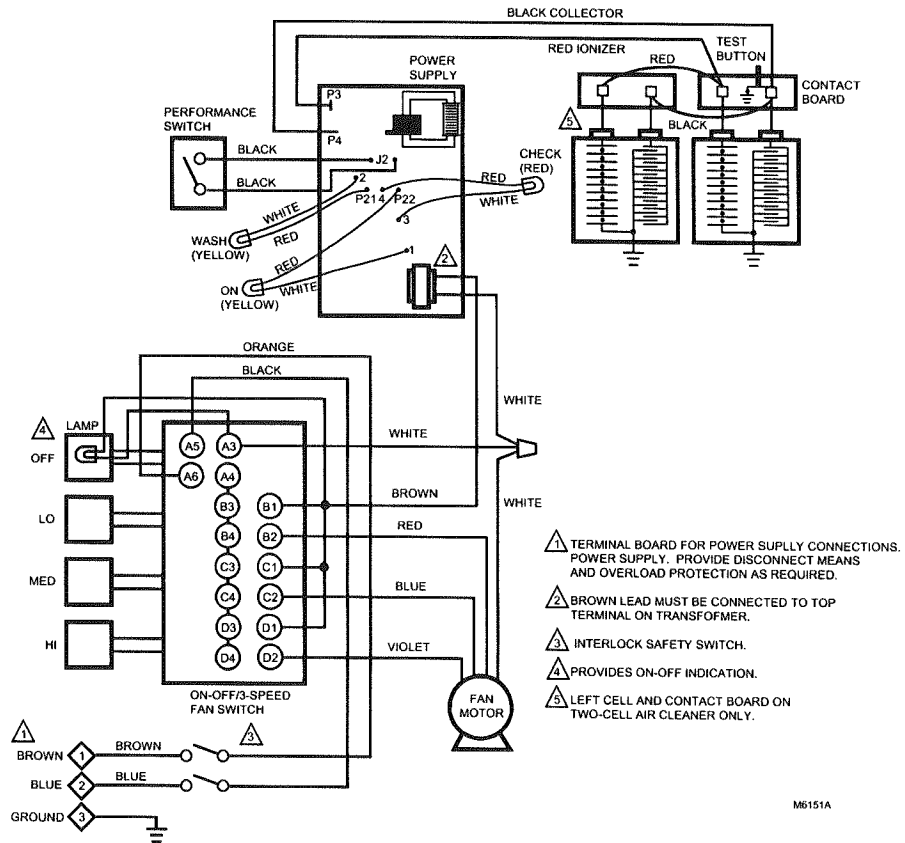 BLACK COLLECTOR
RED IONIZER
TEST
BUTTON
RED
POWER
SUPPLY
CONTACT
BOARD
P3
PERFORMANCE
SWITCH
5
BLACK
P4
BLACK
J2
CHECK
(RED)
BLACK
2
RED
WHITE
P21
4
P22
WHITE
3
WASH
(YELLOW)
RED
1
2
RED
ON
(YELLOW)
WHITE
ORANGE
BLACK
WHITE
4
LAMP
OFF
A5
A3
WHITE
A6
A4
LO
B3
B1
BROWN
WHITE
B4
B2
RED
MED
C3
C1
C4
C2
BLUE
HI
D3
D1
D4
D2
VIOLET
ON-OFF/3-SPEED
FAN SWITCH
FAN
MOTOR
1 TERMINAL BOARD FOR POWER SUPLLY CONNECTIONS.
POWER SUPPLY. PROVIDE DISCONNECT MEANS
AND OVERLOAD PROTECTION AS REQUIRED.
2 BROWN LEAD MUST BE CONNECTED TO TOP
TERMINAL ON TRANSFOFMER.
3 INTERLOCK SAFETY SWITCH.
4 PROVIDES ON-OFF INDICATION.
5 LEFT CELL AND CONTACT BOARD ON
TWO-CELL AIR CLEANER ONLY.
1
3
BROWN 1 BROWN
BLUE 2 BLUE
GROUND 3
M6151A